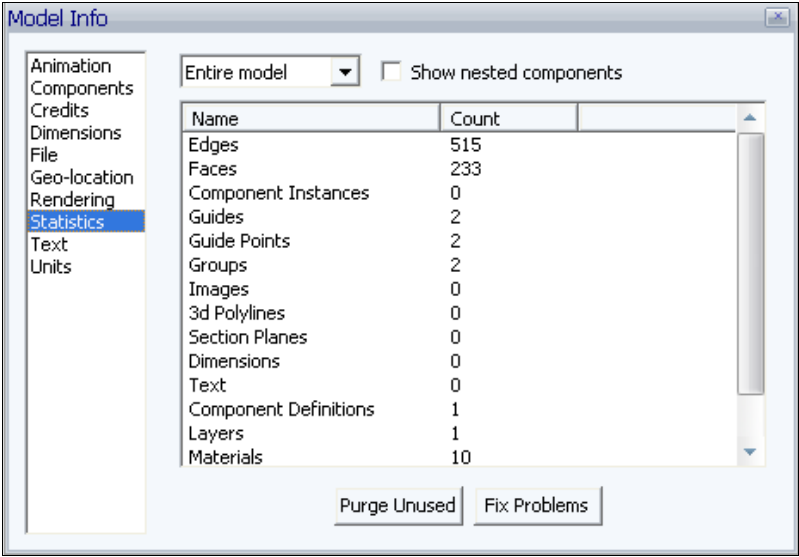 Model Info
Animation
Components
Credits
Dimensions
File
Geo-location
Rendering
Statistics
Text
Units
Entire model
Show nested components
Name Count
Edges 515
Faces 233
Component Instances 0
Guides 2
Guide Points 2
Groups 2
Images 0
3d Polylines 0
Section Planes 0
Dimensions 0
Text 0
Component Definitions 1
Layers 1
Materials 10
Purge Unused Fix Problems